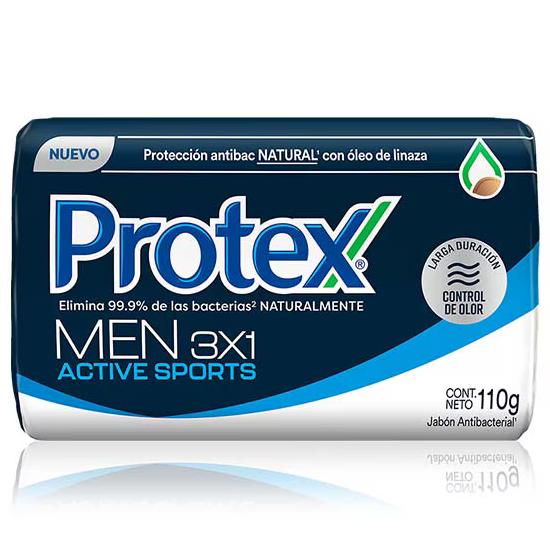 NUEVO
Protección antibac NATURAL¹ con óleo de linaza
Protex®
LARGA DURACIÓN
CONTROL
DE OLOR
Elimina 99.9% de las bacterias² NATURALMENTE
MEN 3X1
ACTIVE SPORTS
CONT.
NETO 110g
Jabón Antibacterial¹